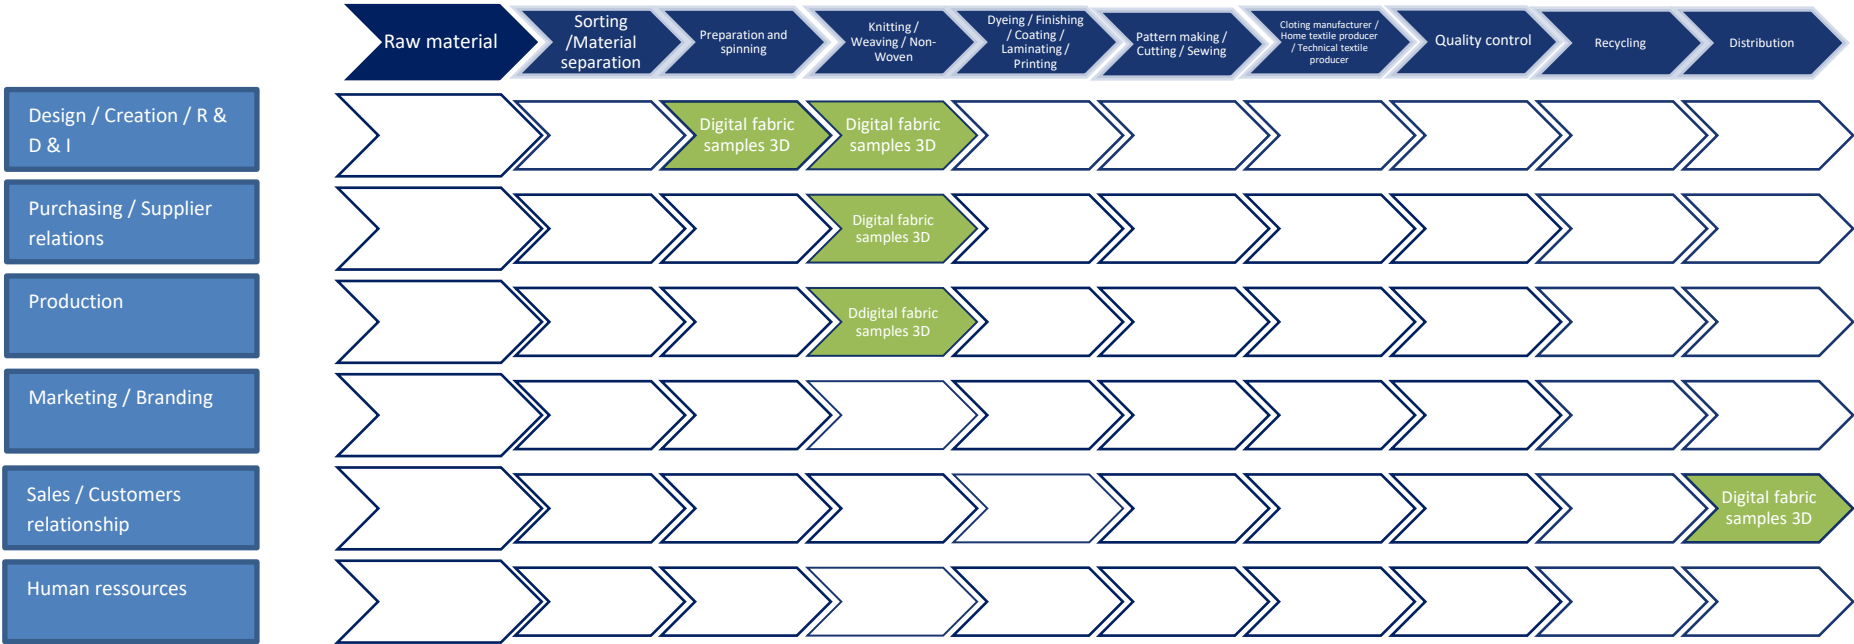 Raw material
Sorting
/Material
separation
Preparation and
spinning
Knitting /
Weaving / Non-
Woven
Dyeing / Finishing
/ Coating /
Laminating /
Printing
Pattern making /
Cutting / Sewing
Cloting manufacturer /
Home textile producer
/ Technical textile
producer
Quality control
Recycling
Distribution
Design / Creation / R &
D & I
Digital fabric
samples 3D
Digital fabric
samples 3D
Purchasing / Supplier
relations
Digital fabric
samples 3D
Production
Ddigital fabric
samples 3D
Marketing / Branding
Sales / Customers
relationship
Digital fabric
samples 3D
Human ressources